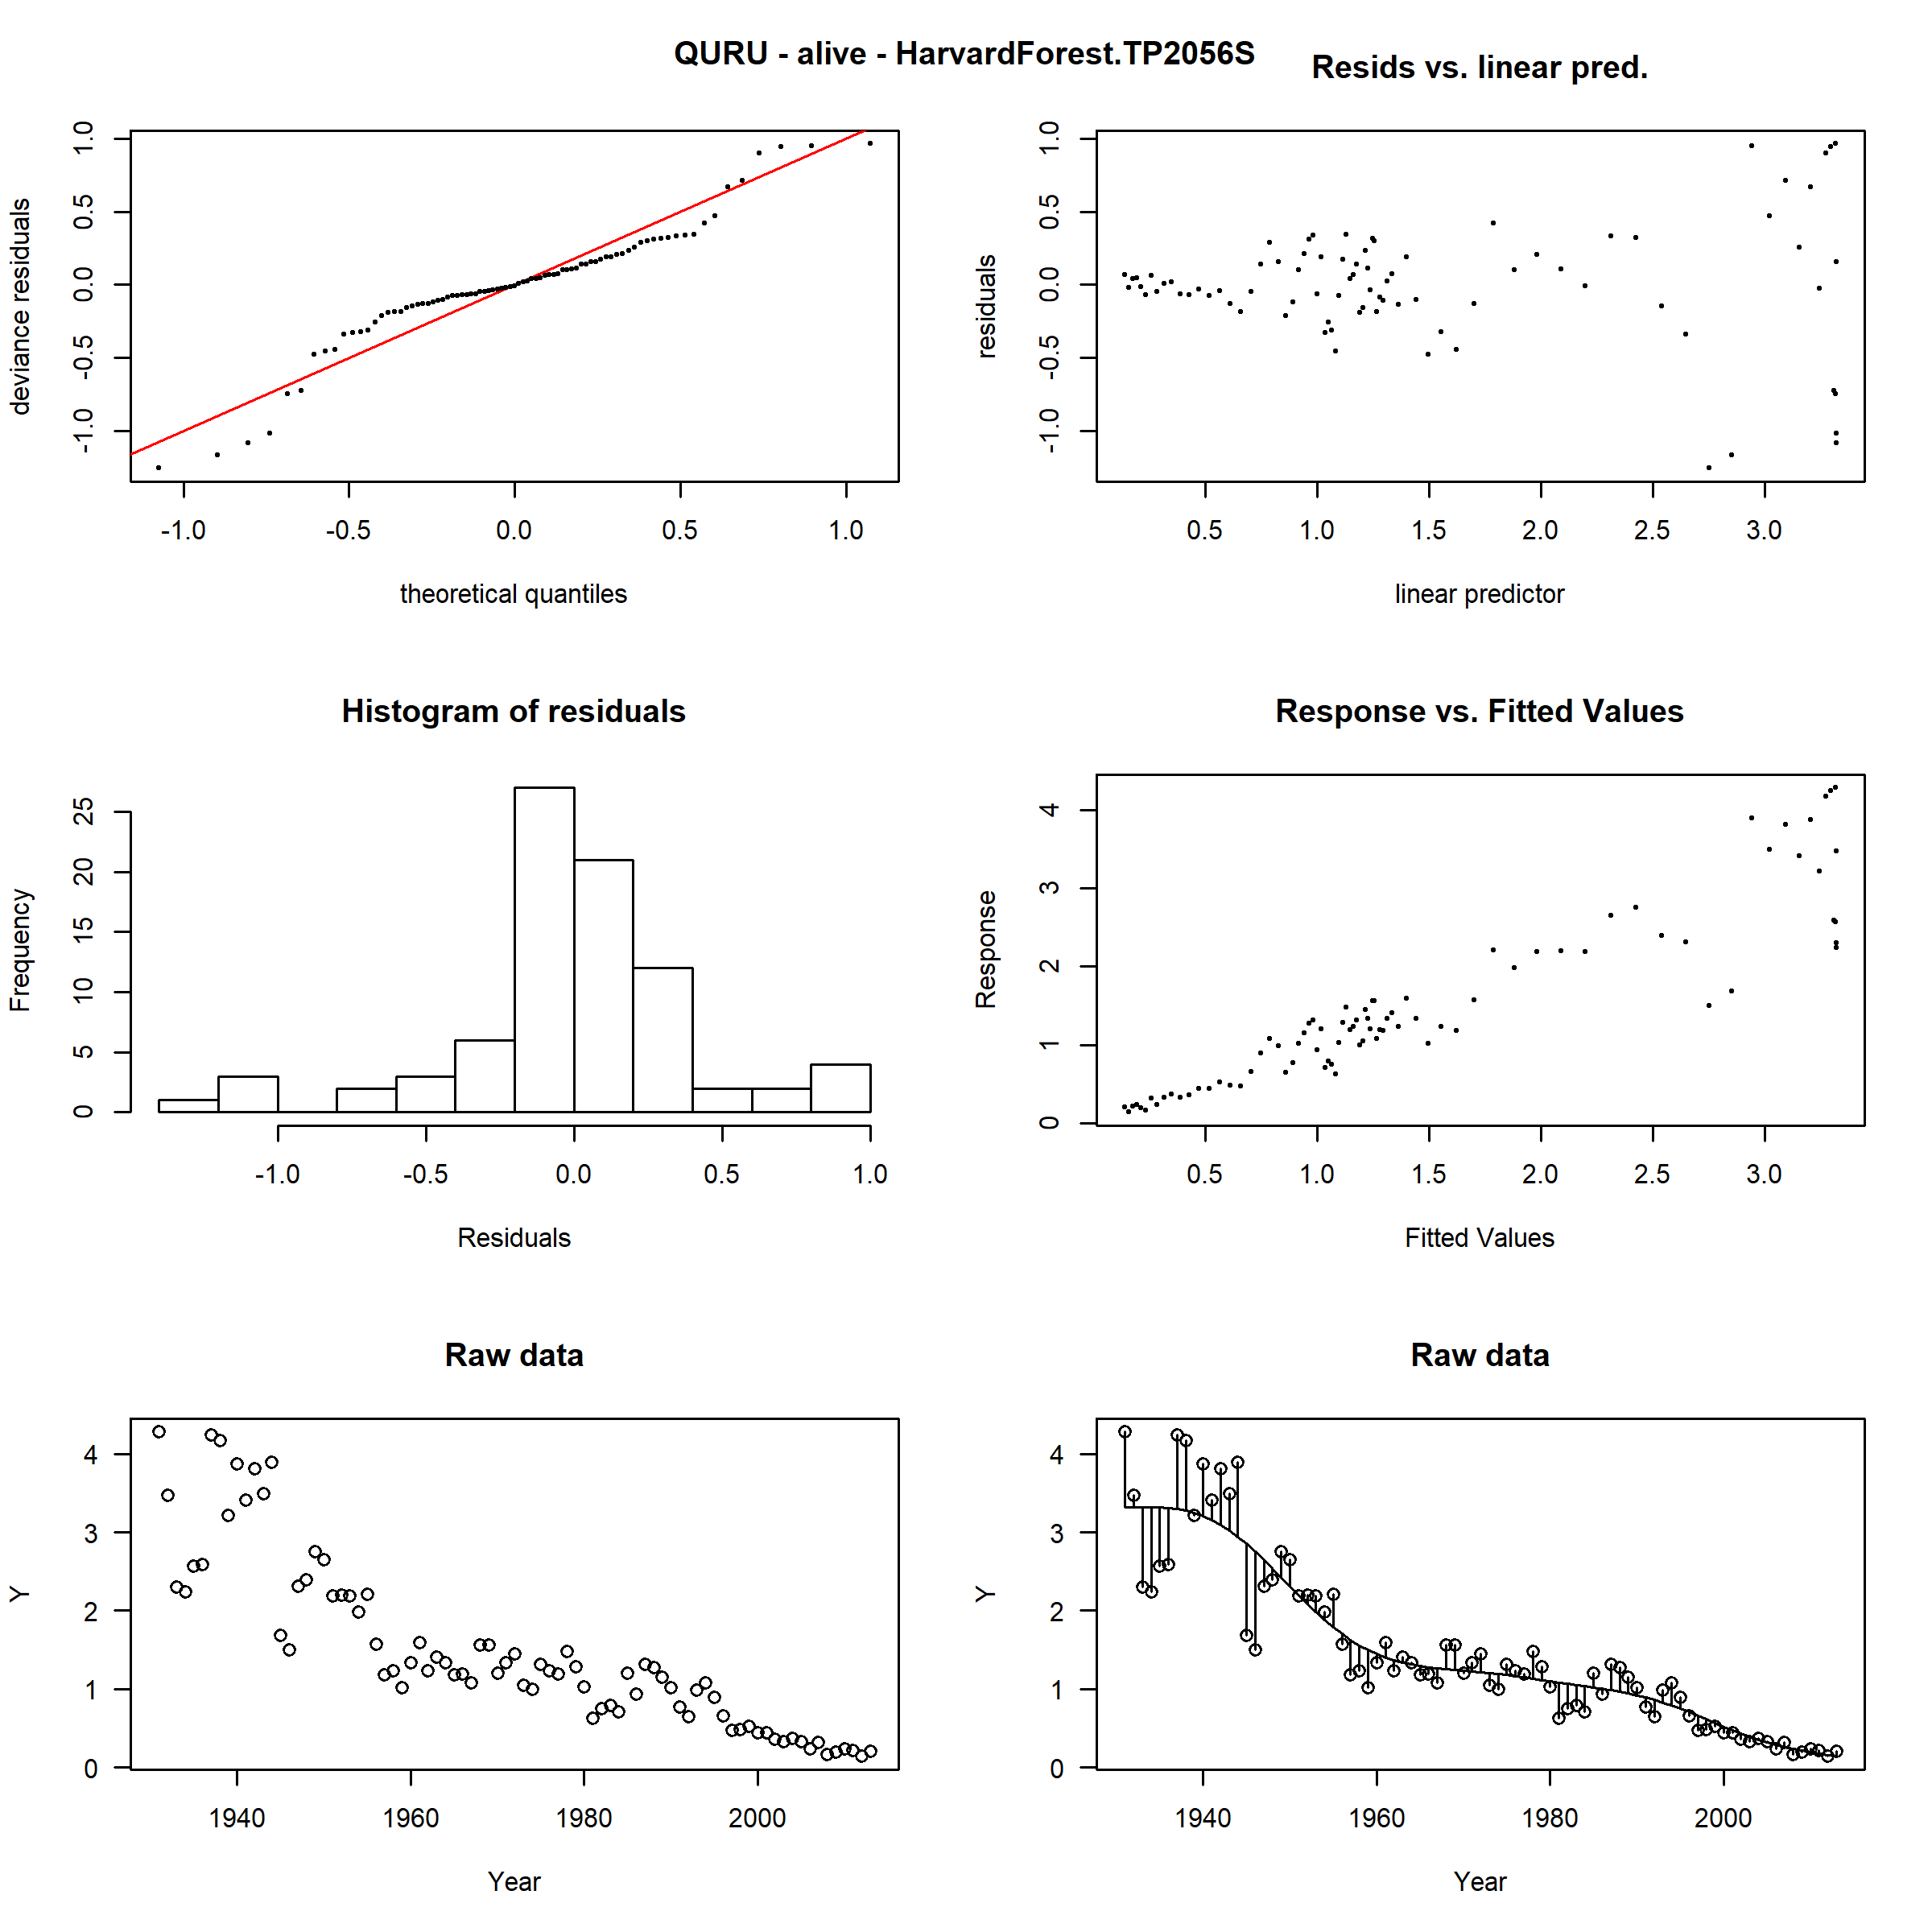 QURU - alive - HarvardForest.TP2056S
Resids vs. linear pred.
deviance residuals
-1.0 -0.5 0.0 0.5 1.0
-1.0 -0.5 0.0 0.5 1.0
theoretical quantiles
residuals
-1.0 -0.5 0.0 0.5 1.0
0.5 1.0 1.5 2.0 2.5 3.0
linear predictor
Histogram of residuals
Frequency
0 5 10 15 20 25
-1.0 -0.5 0.0 0.5 1.0
Residuals
Response vs. Fitted Values
Response
0 1 2 3 4
0.5 1.0 1.5 2.0 2.5 3.0
Fitted Values
Raw data
Y
4
3
2
1
0
1940 1960 1980 2000
Year
Raw data
Y
4
3
2
1
0
1940 1960 1980 2000
Year